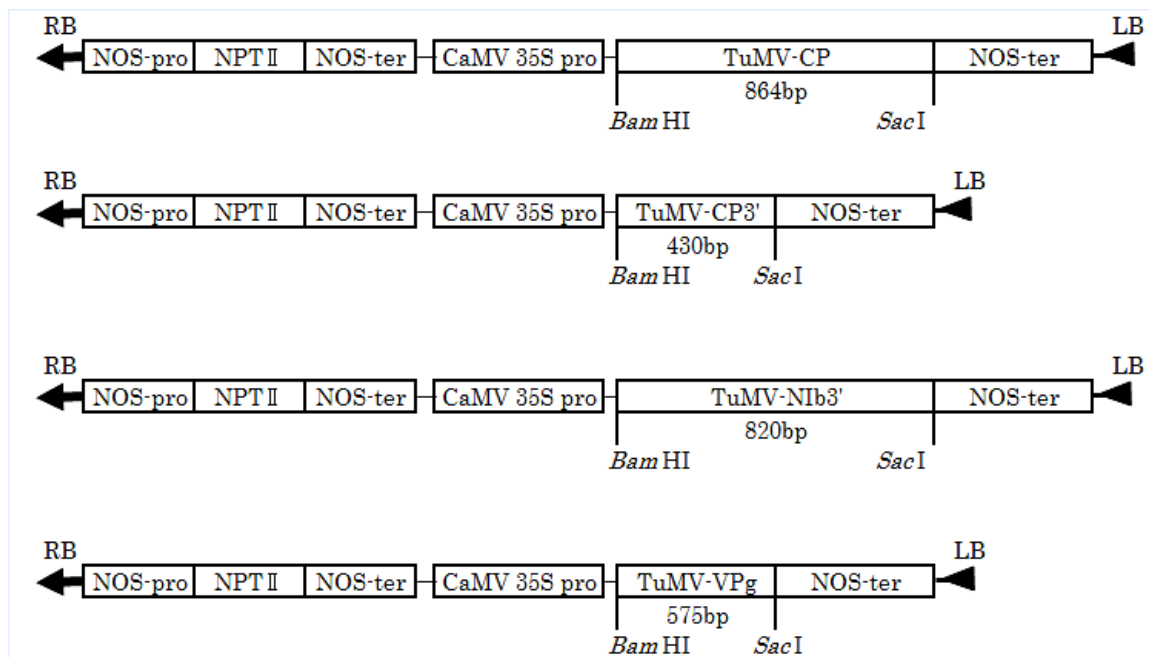 RB LB
NOS-pro NPTⅡ NOS-ter CaMV 35S pro TuMV-CP NOS-ter
864bp
BamHI SacI
RB LB
NOS-pro NPTⅡ NOS-ter CaMV 35S pro TuMV-CP3' NOS-ter
430bp
BamHI SacI
RB LB
NOS-pro NPTⅡ NOS-ter CaMV 35S pro TuMV-NIb3' NOS-ter
820bp
BamHI SacI
RB LB
NOS-pro NPTⅡ NOS-ter CaMV 35S pro TuMV-VPg NOS-ter
575bp
BamHI SacI